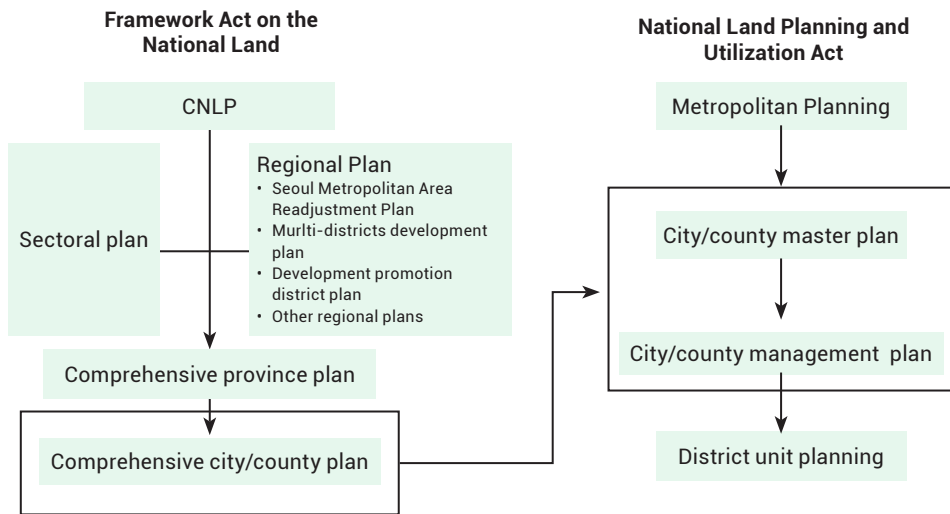 Framework Act on the
National Land
CNLP
Sectoral plan
Regional Plan
• Seoul Metropolitan Area
Readjustment Plan
• Murlti-districts development
plan
• Development promotion
district plan
• Other regional plans
Comprehensive province plan
Comprehensive city/county plan
National Land Planning and
Utilization Act
Metropolitan Planning
City/county master plan
City/county management plan
District unit planning